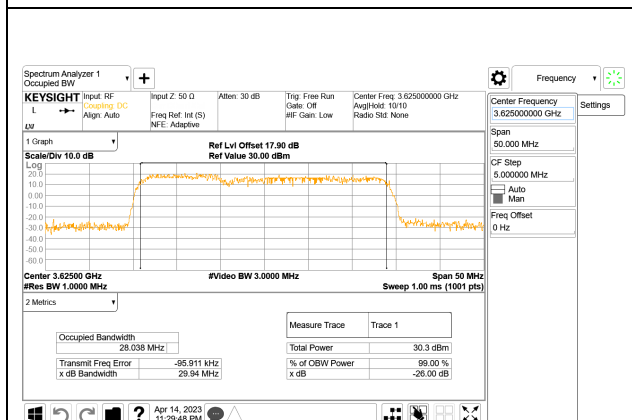 Spectrum Analyzer 1
Occupied BW
Frequency
KEYSIGHT
L
Input: RF
Coupling: DC
Align: Auto
Input Z: 50 Ω
Freq Ref: Int (S)
NFE: Adaptive
Atten: 30 dB
Trig: Free Run
Gate: Off
#IF Gain: Low
Center Freq: 3.625000000 GHz
Avg|Hold: 10/10
Radio Std: None
Center Frequency
3.625000000 GHz
Settings
Span
50.000 MHz
CF Step
5.000000 MHz
Auto
Man
Freq Offset
0 Hz
1 Graph
Scale/Div 10.0 dB
Ref Lvl Offset 17.90 dB
Ref Value 30.00 dBm
Log
20.0
10.0
0.00
-10.0
-20.0
-30.0
-40.0
-50.0
-60.0
Center 3.62500 GHz
#Res BW 1.0000 MHz
#Video BW 3.0000 MHz
Span 50 MHz
Sweep 1.00 ms (1001 pts)
2 Metrics
Measure Trace Trace 1
Occupied Bandwidth
28.038 MHz
Total Power 30.3 dBm
Transmit Freq Error -95.911 kHz
% of OBW Power 99.00 %
x dB Bandwidth 29.94 MHz
x dB -26.00 dB
Apr 14, 2023
11:29:48 PM